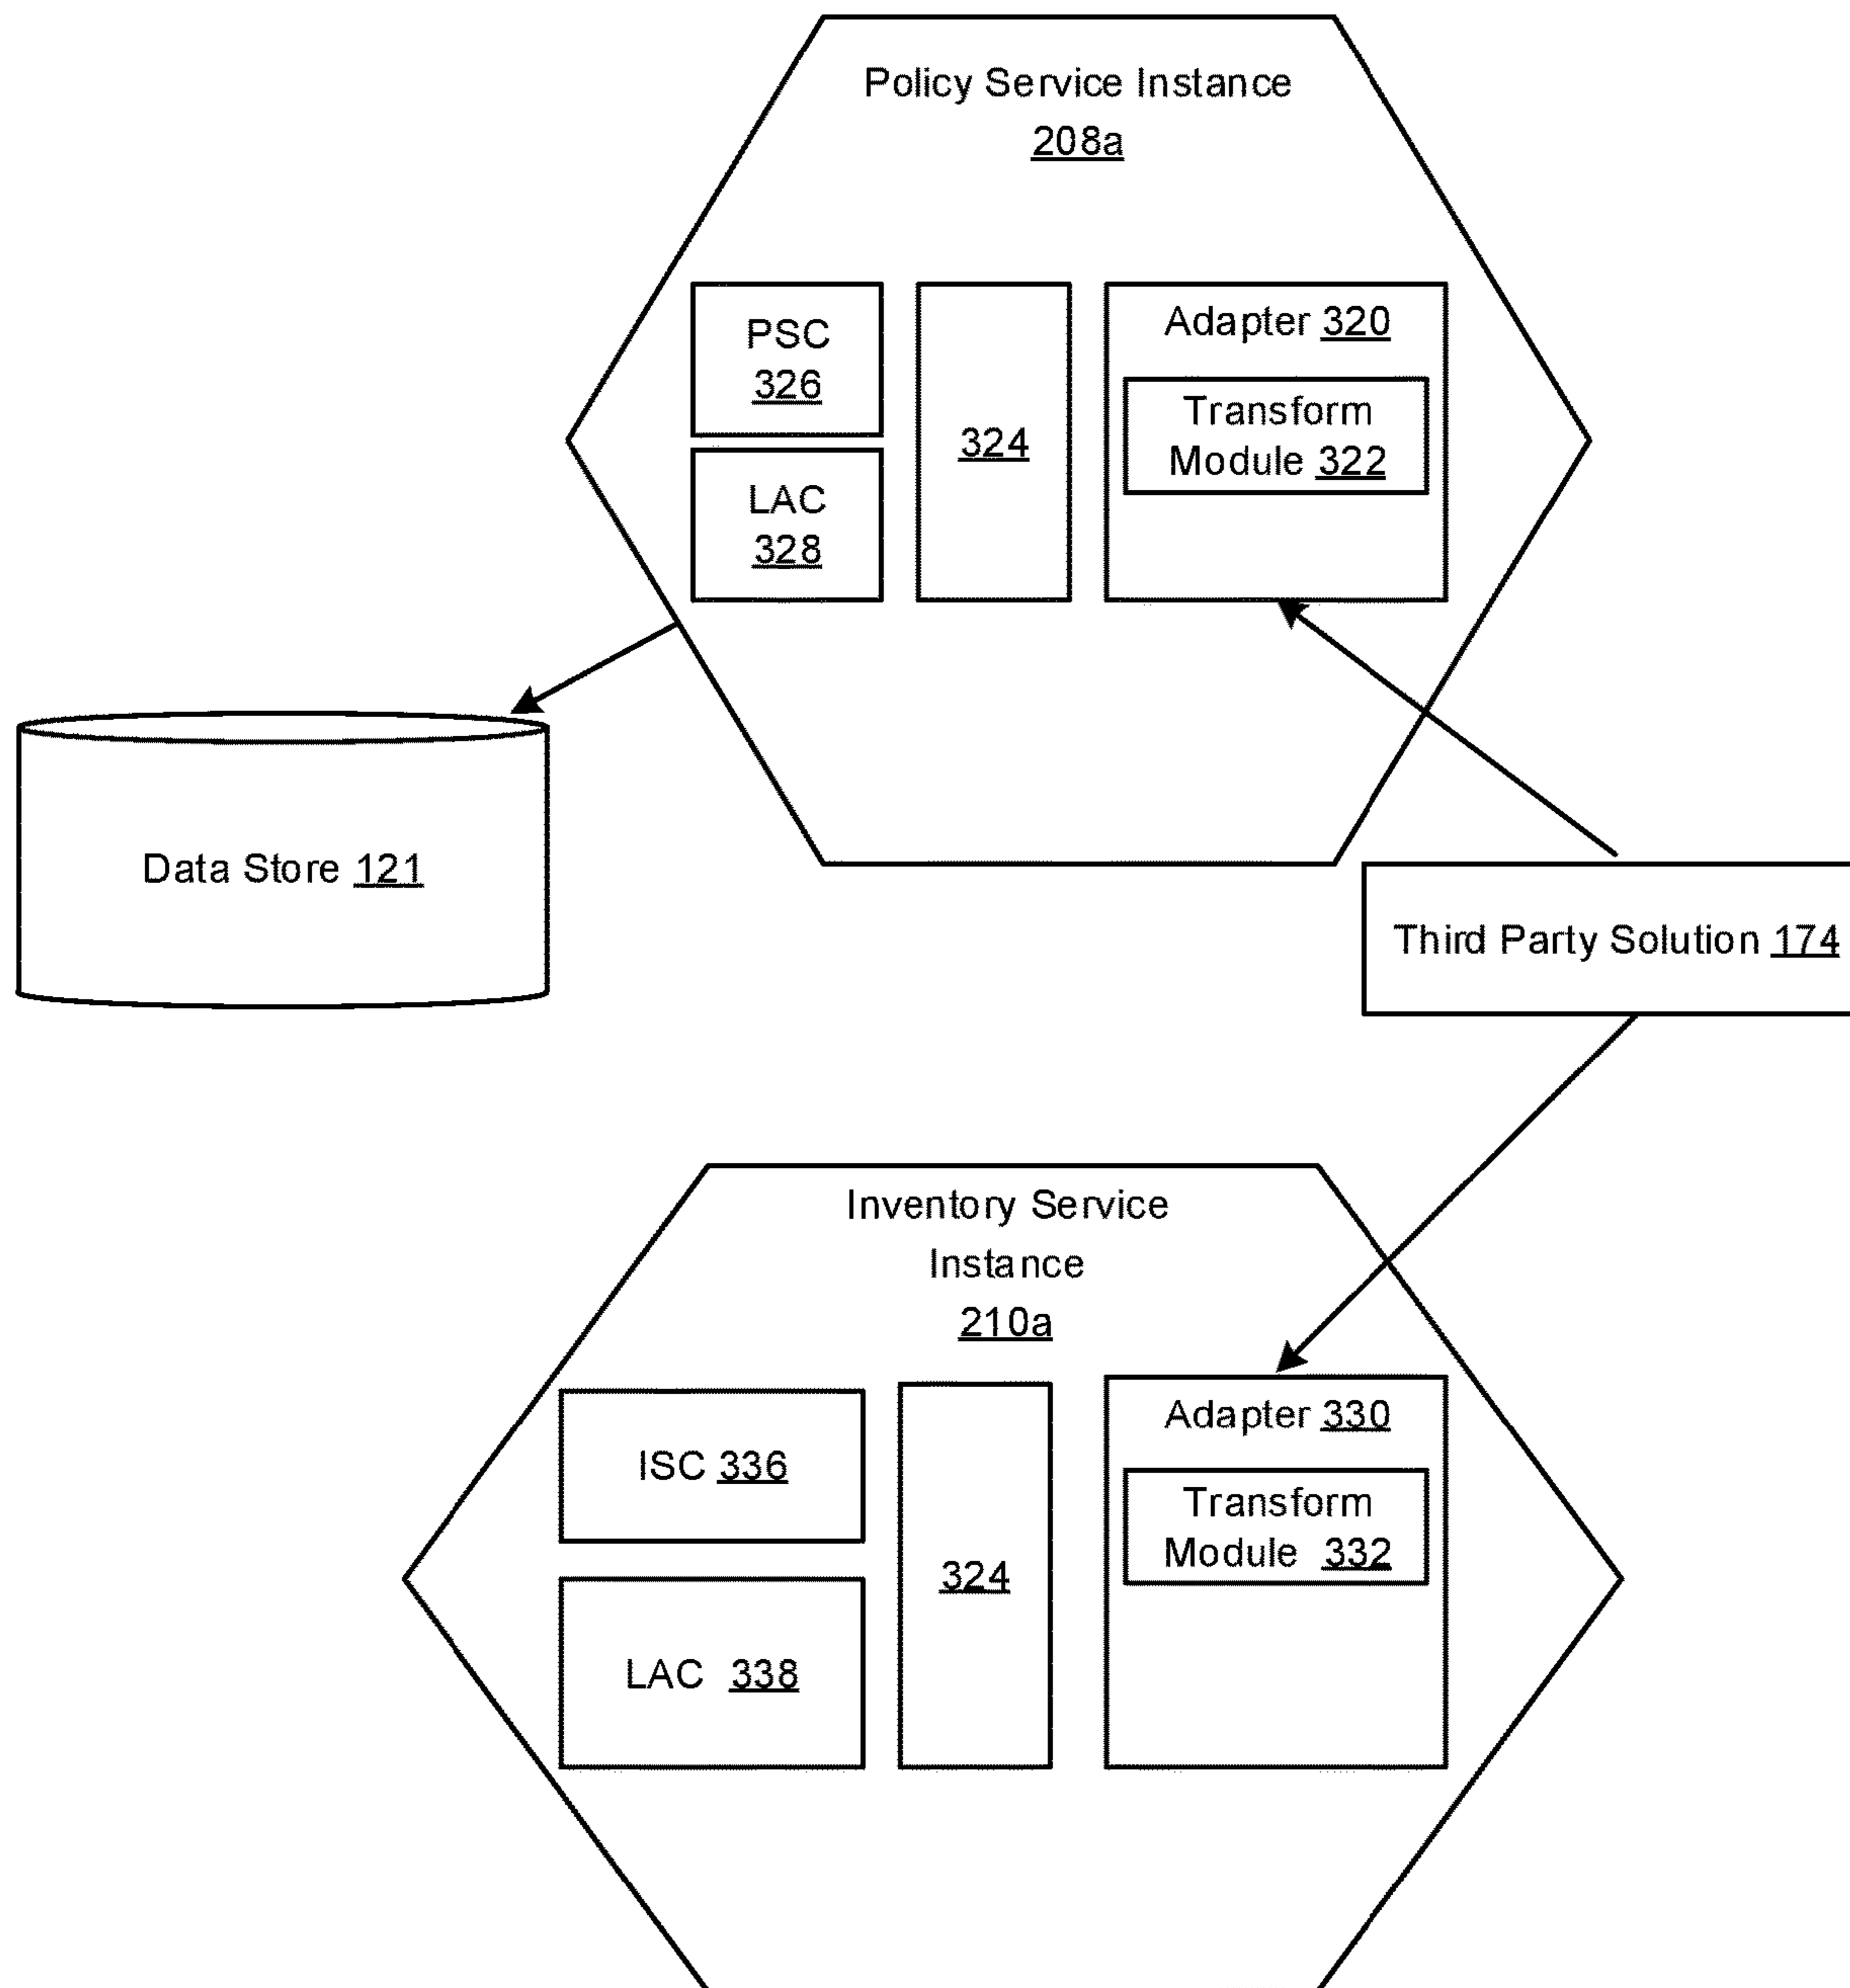 Policy Service Instance
208a
PSC
326
LAC
328
324
Adapter 320
Transform
Module 322
Data Store 121
Third Party Solution 174
Inventory Service
Instance
210a
ISC 336
LAC 338
324
Adapter 330
Transform
Module 332